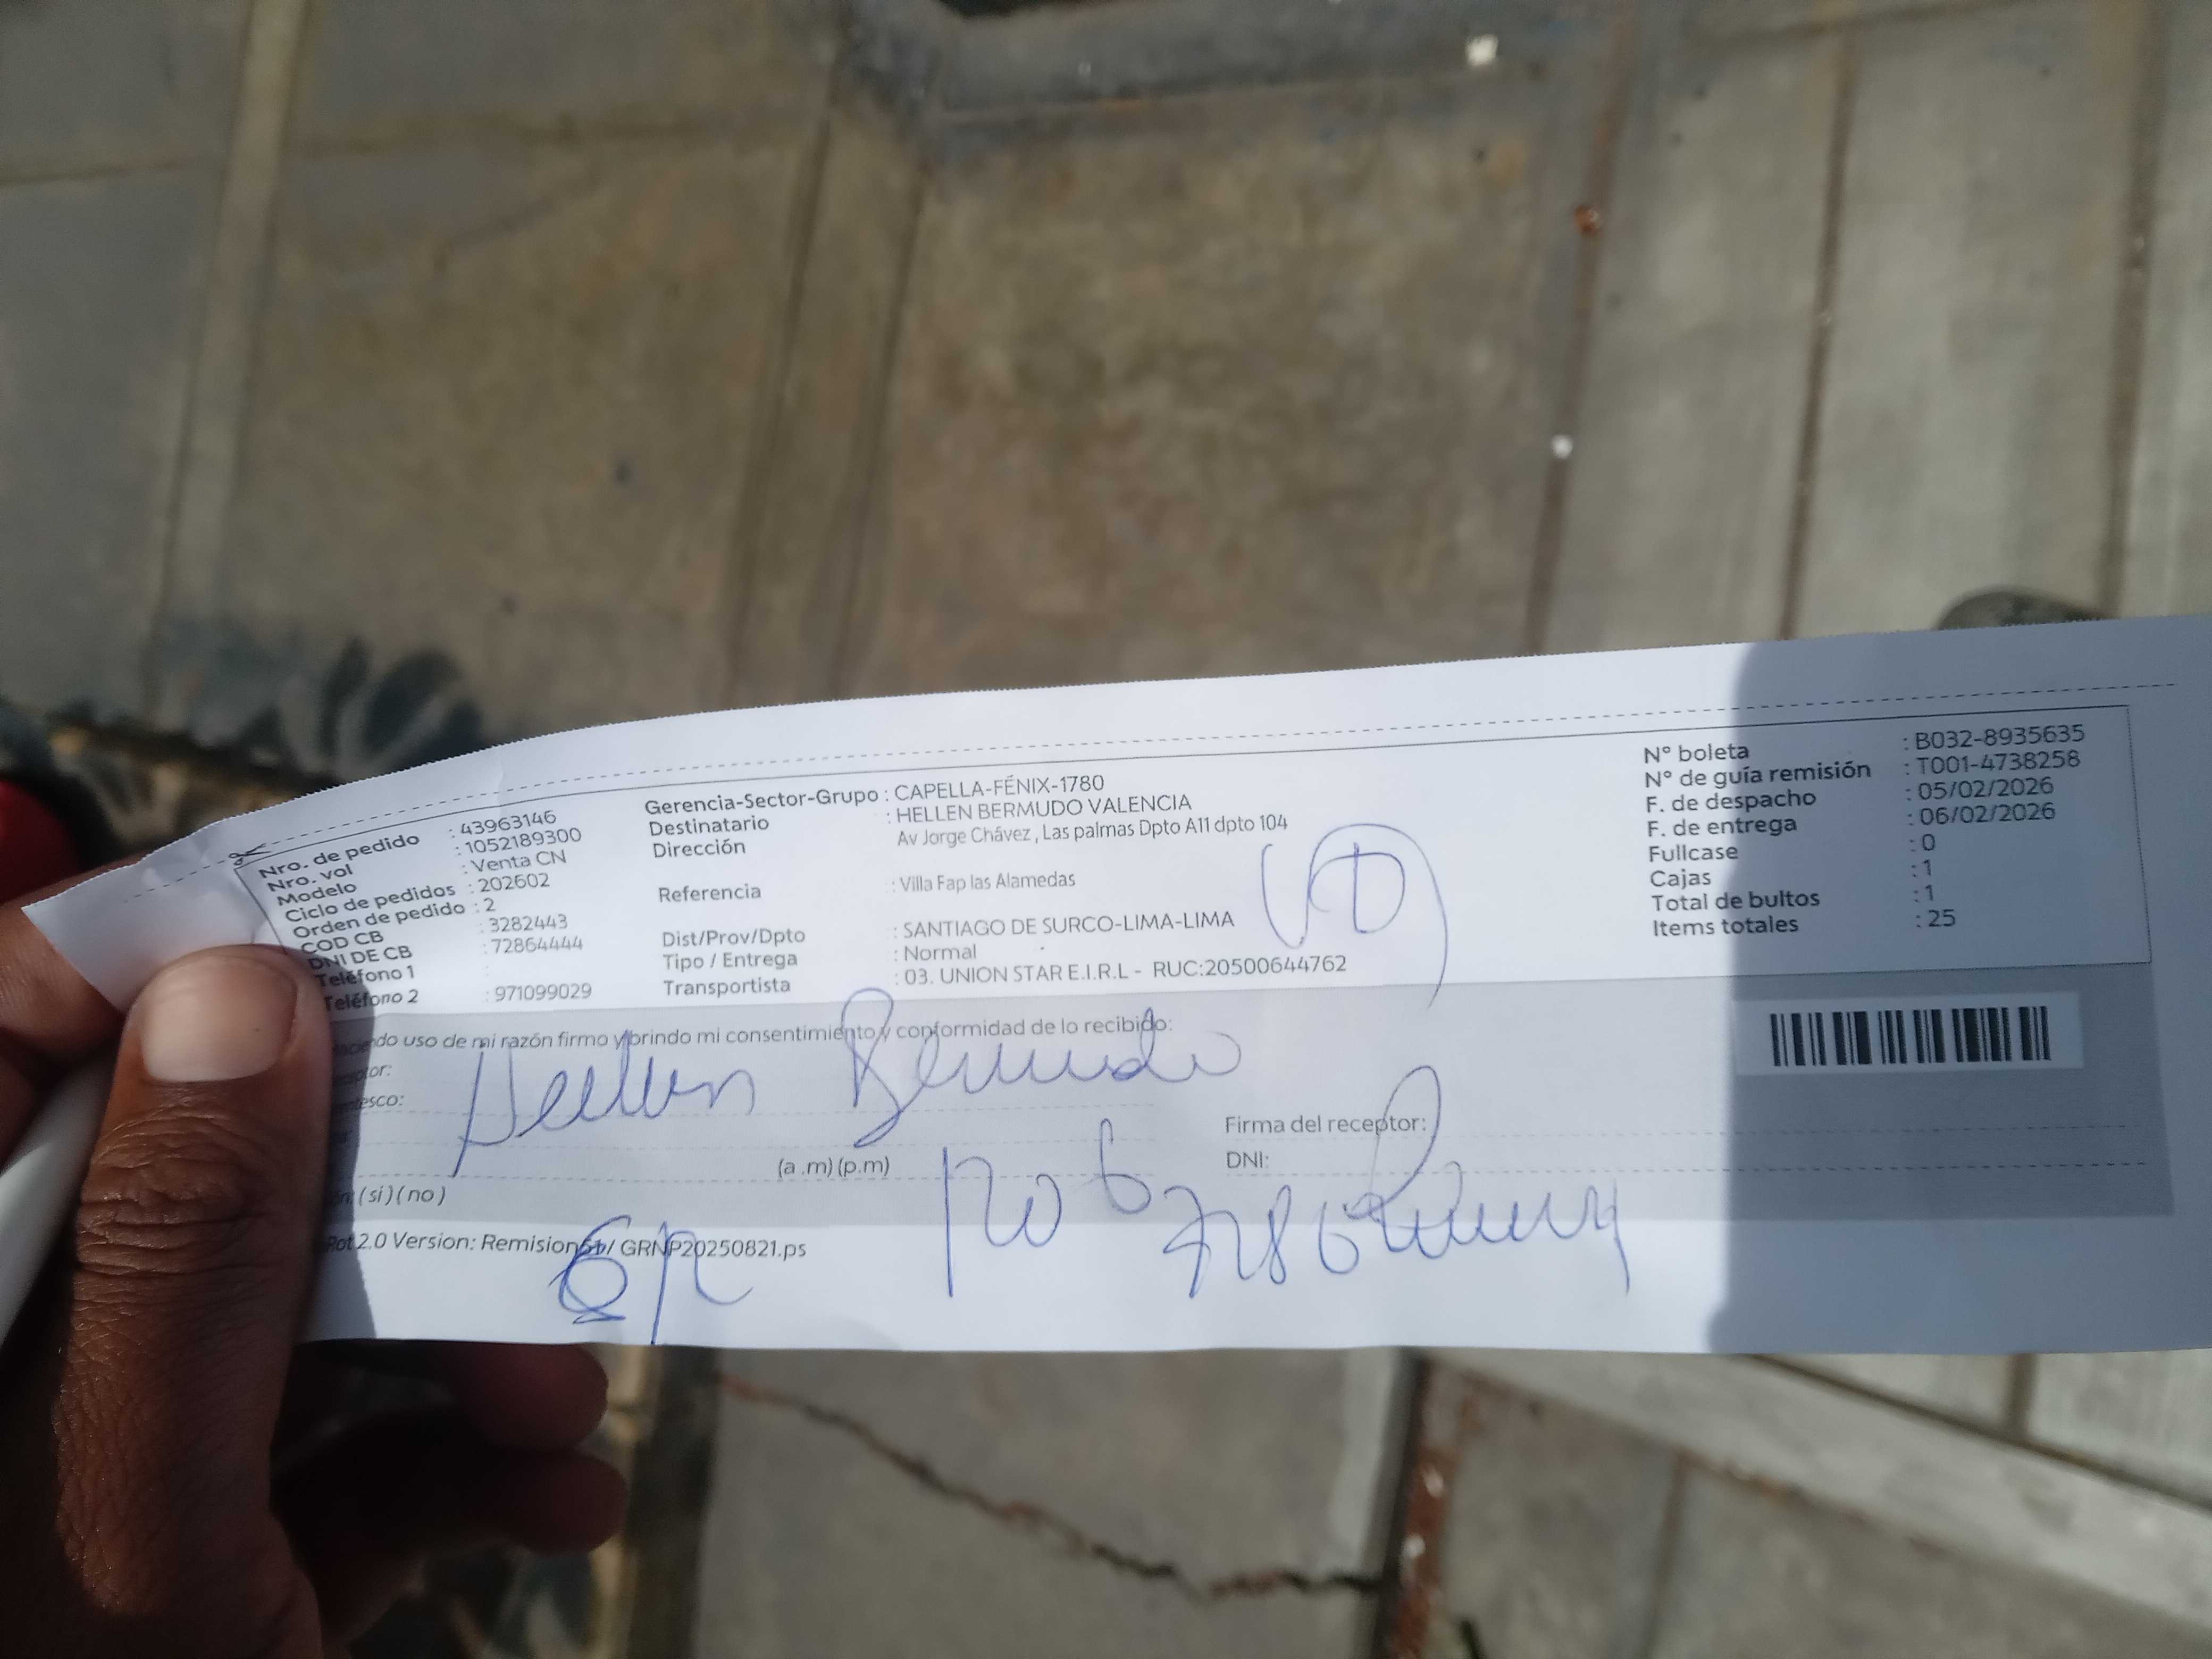 Nro. de pedido : 43963146
Nro. vol : 1052189300
Modelo : Venta CN
Ciclo de pedidos : 202602
Orden de pedido : 2
COD CB : 3282443
DNI DE CB : 72864444
Teléfono 1 :
Teléfono 2 : 971099029
Gerencia-Sector-Grupo : CAPELLA-FÉNIX-1780
Destinatario : HELLEN BERMUDO VALENCIA
Dirección Av Jorge Chávez , Las palmas Dpto A11 dpto 104
Referencia : Villa Fap las Alamedas
Dist/Prov/Dpto : SANTIAGO DE SURCO-LIMA-LIMA
Tipo / Entrega : Normal
Transportista : 03. UNION STAR E.I.R.L - RUC:20500644762
N° boleta : B032-8935635
N° de guía remisión : T001-4738258
F. de despacho : 05/02/2026
F. de entrega : 06/02/2026
Fullcase : 0
Cajas : 1
Total de bultos : 1
Items totales : 25
do uso de mi razón firmo y brindo mi consentimiento y conformidad de lo recibido:
Hellen Bermudo
Firma del receptor:
(a .m) (p.m)
DNI:
( si ) ( no )
2.0 Version: Remision / GRNP20250821.ps